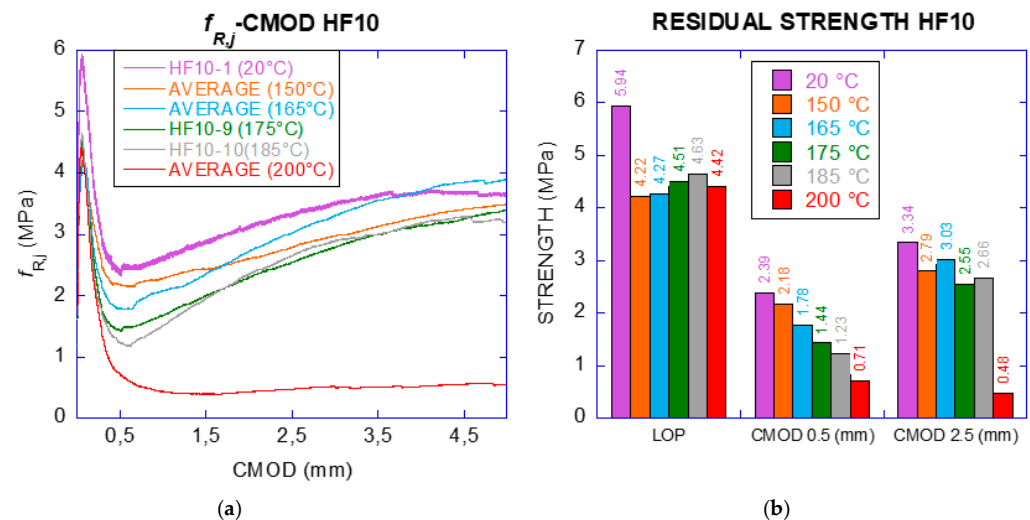 f R,j-CMOD HF10
f R,j (MPa)
6
5
4
3
2
1
0
HF10-1 (20°C)
AVERAGE (150°C)
AVERAGE (165°C)
HF10-9 (175°C)
HF10-10(185°C)
AVERAGE (200°C)
0,5
1,5
2,5
3,5
4,5
CMOD (mm)
(a)
RESIDUAL STRENGTH HF10
STRENGTH (MPa)
7
6
5
4
3
2
1
0
20 °C
150 °C
165 °C
175 °C
185 °C
200 °C
5.94
4.22
4.27
4.51
4.63
4.42
2.39
2.18
1.78
1.44
1.23
0.71
3.34
2.79
3.03
2.55
2.66
0.48
LOP
CMOD 0.5 (mm)
CMOD 2.5 (mm)
(b)